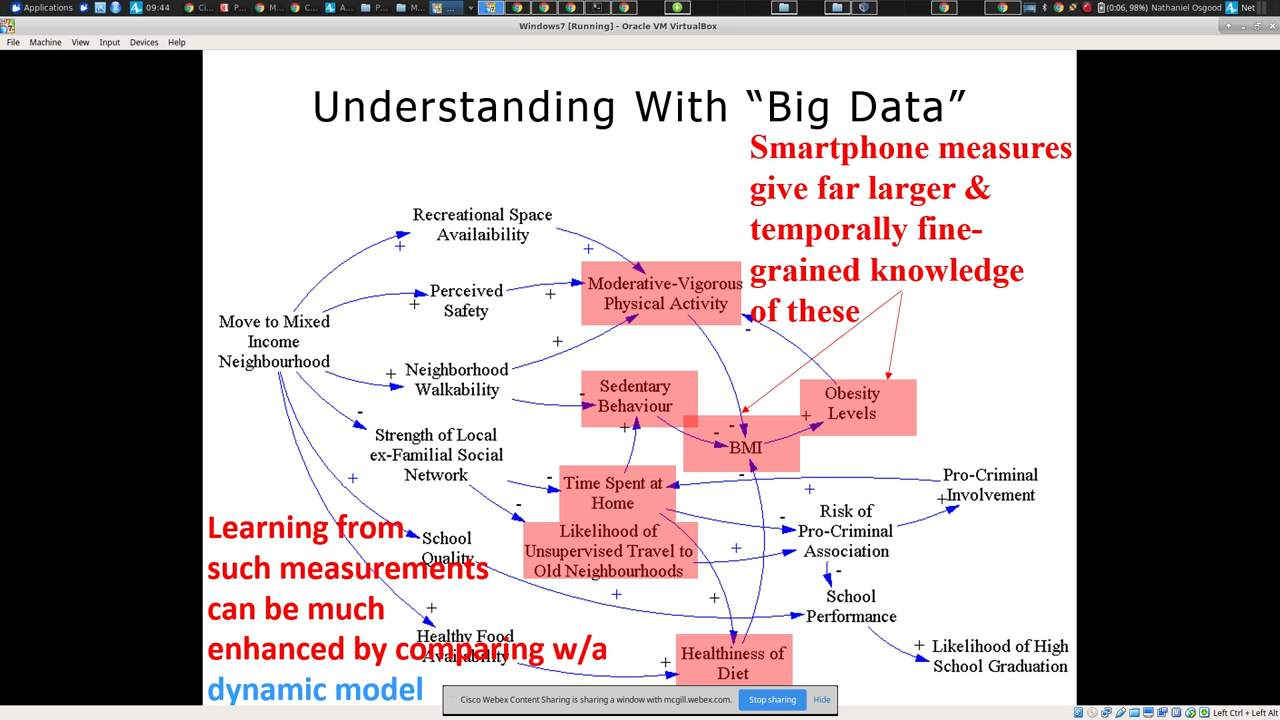 Applications
09:44
Ci...
P...
M...
C...
A...
P...
M...
(0:06, 98%) Nathaniel Osgood
Net
Windows7 [Running] - Oracle VM VirtualBox
File Machine View Input Devices Help
Understanding With “Big Data”
Smartphone measures
give far larger &
temporally fine-
grained knowledge
of these
Recreational Space
Availaibility
+
+
Moderative-Vigorous
Physical Activity
Perceived
Safety
+
+
-
Move to Mixed
Income
Neighbourhood
+
Neighborhood
Walkability
+
-
Sedentary
Behaviour
+
Obesity
Levels
+
-
Strength of Local
ex-Familial Social
Network
- -
BMI
-
+
-
Time Spent at
Home
-
+
Pro-Criminal
Involvement
+
Risk of
Pro-Criminal
Association
-
-
Likelihood of
Unsupervised Travel to
Old Neighbourhoods
+
School
Quality
+
+
-
School
Performance
+
Healthy Food
Availability
+
Healthiness of
Diet
+ Likelihood of High
School Graduation
Learning from
such measurements
can be much
enhanced by comparing w/a
dynamic model
Cisco Webex Content Sharing is sharing a window with mcgill.webex.com.
Stop sharing
Hide
Left Ctrl + Left Alt